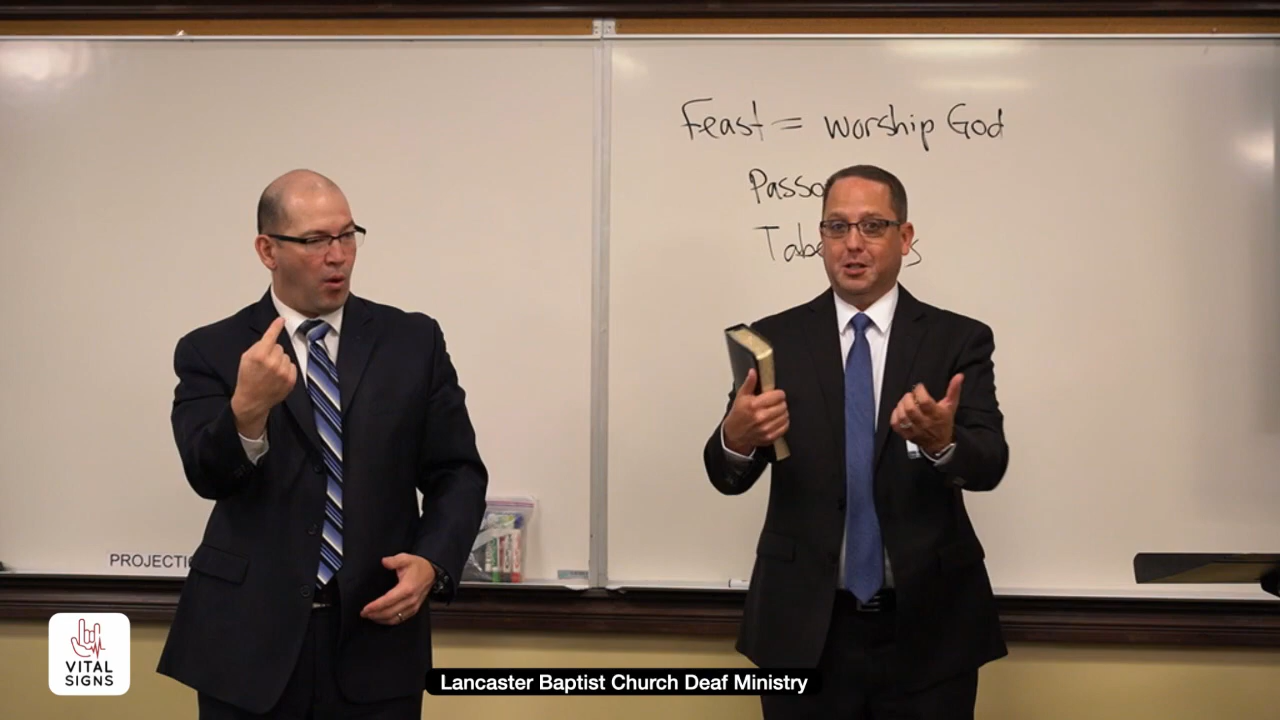 Feast = Worship God
PROJECTIO
VITAL
SIGNS
Lancaster Baptist Church Deaf Ministry